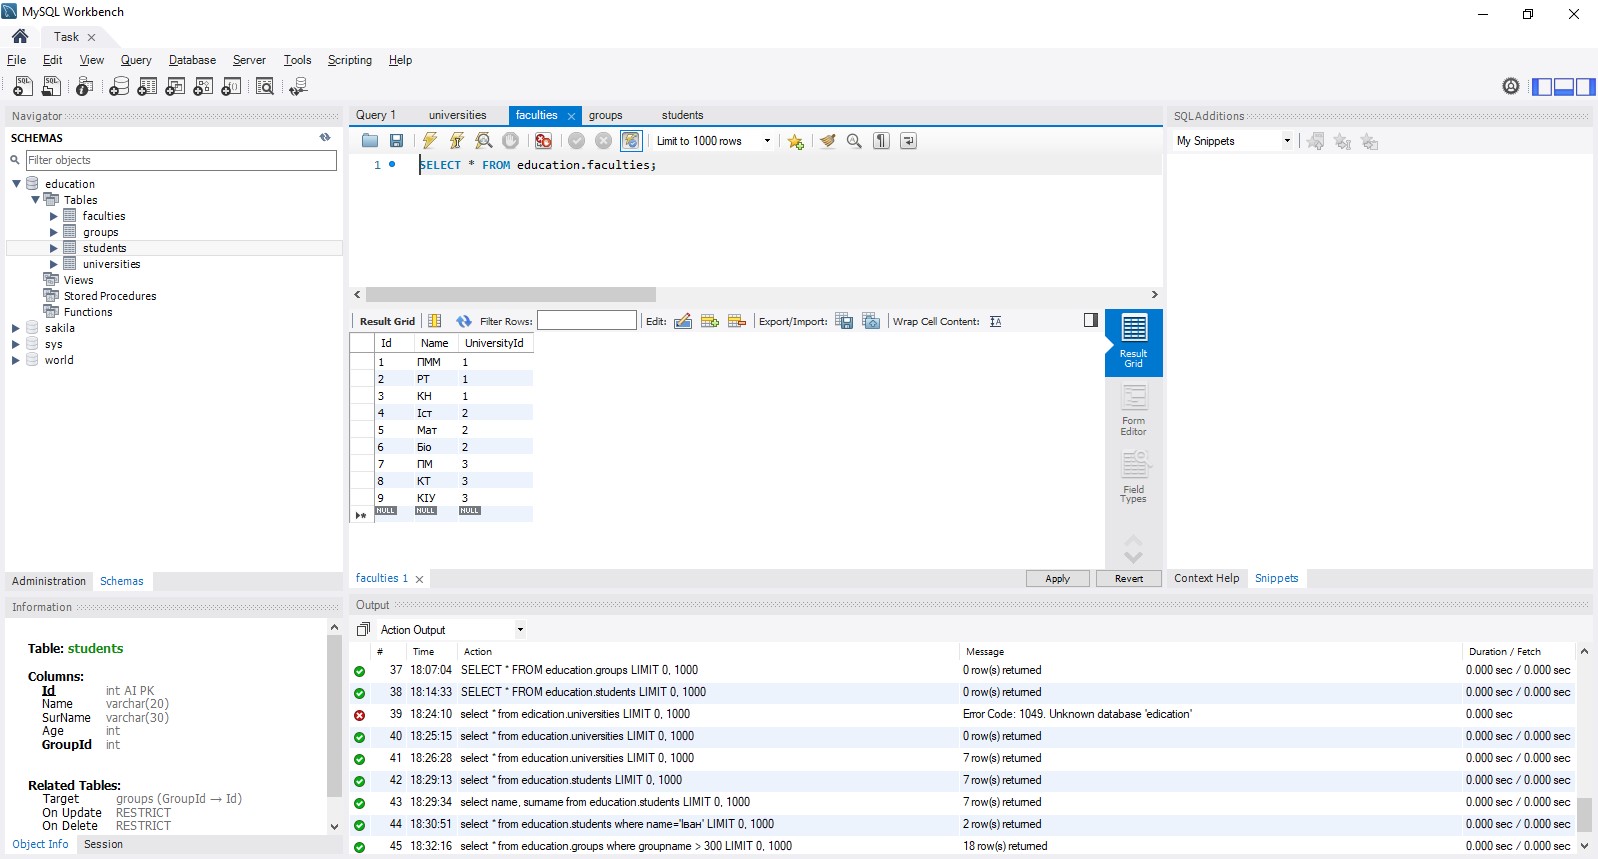 MySQL Workbench
Task
File Edit View Query Database Server Tools Scripting Help
Navigator
SCHEMAS
Filter objects
education
Tables
faculties
groups
students
universities
Views
Stored Procedures
Functions
sakila
sys
world
Administration Schemas
Information
Table: students
Columns:
Id int AI PK
Name varchar(20)
SurName varchar(30)
Age int
GroupId int
Related Tables:
Target groups (GroupId → Id)
On Update RESTRICT
On Delete RESTRICT
Object Info Session
Query 1 universities faculties groups students
Limit to 1000 rows
1 SELECT * FROM education.faculties;
Result Grid Filter Rows: Edit: Export/Import: Wrap Cell Content: IA
Id Name UniversityId
1 ПММ 1
2 РТ 1
3 КН 1
4 Іст 2
5 Мат 2
6 Біо 2
7 ПМ 3
8 КТ 3
9 КІУ 3
NULL NULL NULL
Result
Grid
Form
Editor
Field
Types
faculties 1 Apply Revert
SQLAdditions
My Snippets
Context Help Snippets
Output
Action Output
# Time Action Message Duration / Fetch
37 18:07:04 SELECT * FROM education.groups LIMIT 0, 1000 0 row(s) returned 0.000 sec / 0.000 sec
38 18:14:33 SELECT * FROM education.students LIMIT 0, 1000 0 row(s) returned 0.000 sec / 0.000 sec
39 18:24:10 select * from edication.universities LIMIT 0, 1000 Error Code: 1049. Unknown database 'edication' 0.000 sec
40 18:25:15 select * from education.universities LIMIT 0, 1000 0 row(s) returned 0.000 sec / 0.000 sec
41 18:26:28 select * from education.universities LIMIT 0, 1000 7 row(s) returned 0.000 sec / 0.000 sec
42 18:29:13 select * from education.students LIMIT 0, 1000 7 row(s) returned 0.000 sec / 0.000 sec
43 18:29:34 select name, surname from education.students LIMIT 0, 1000 7 row(s) returned 0.000 sec / 0.000 sec
44 18:30:51 select * from education.students where name='Іван' LIMIT 0, 1000 2 row(s) returned 0.000 sec / 0.000 sec
45 18:32:16 select * from education.groups where groupname > 300 LIMIT 0, 1000 18 row(s) returned 0.000 sec / 0.000 sec